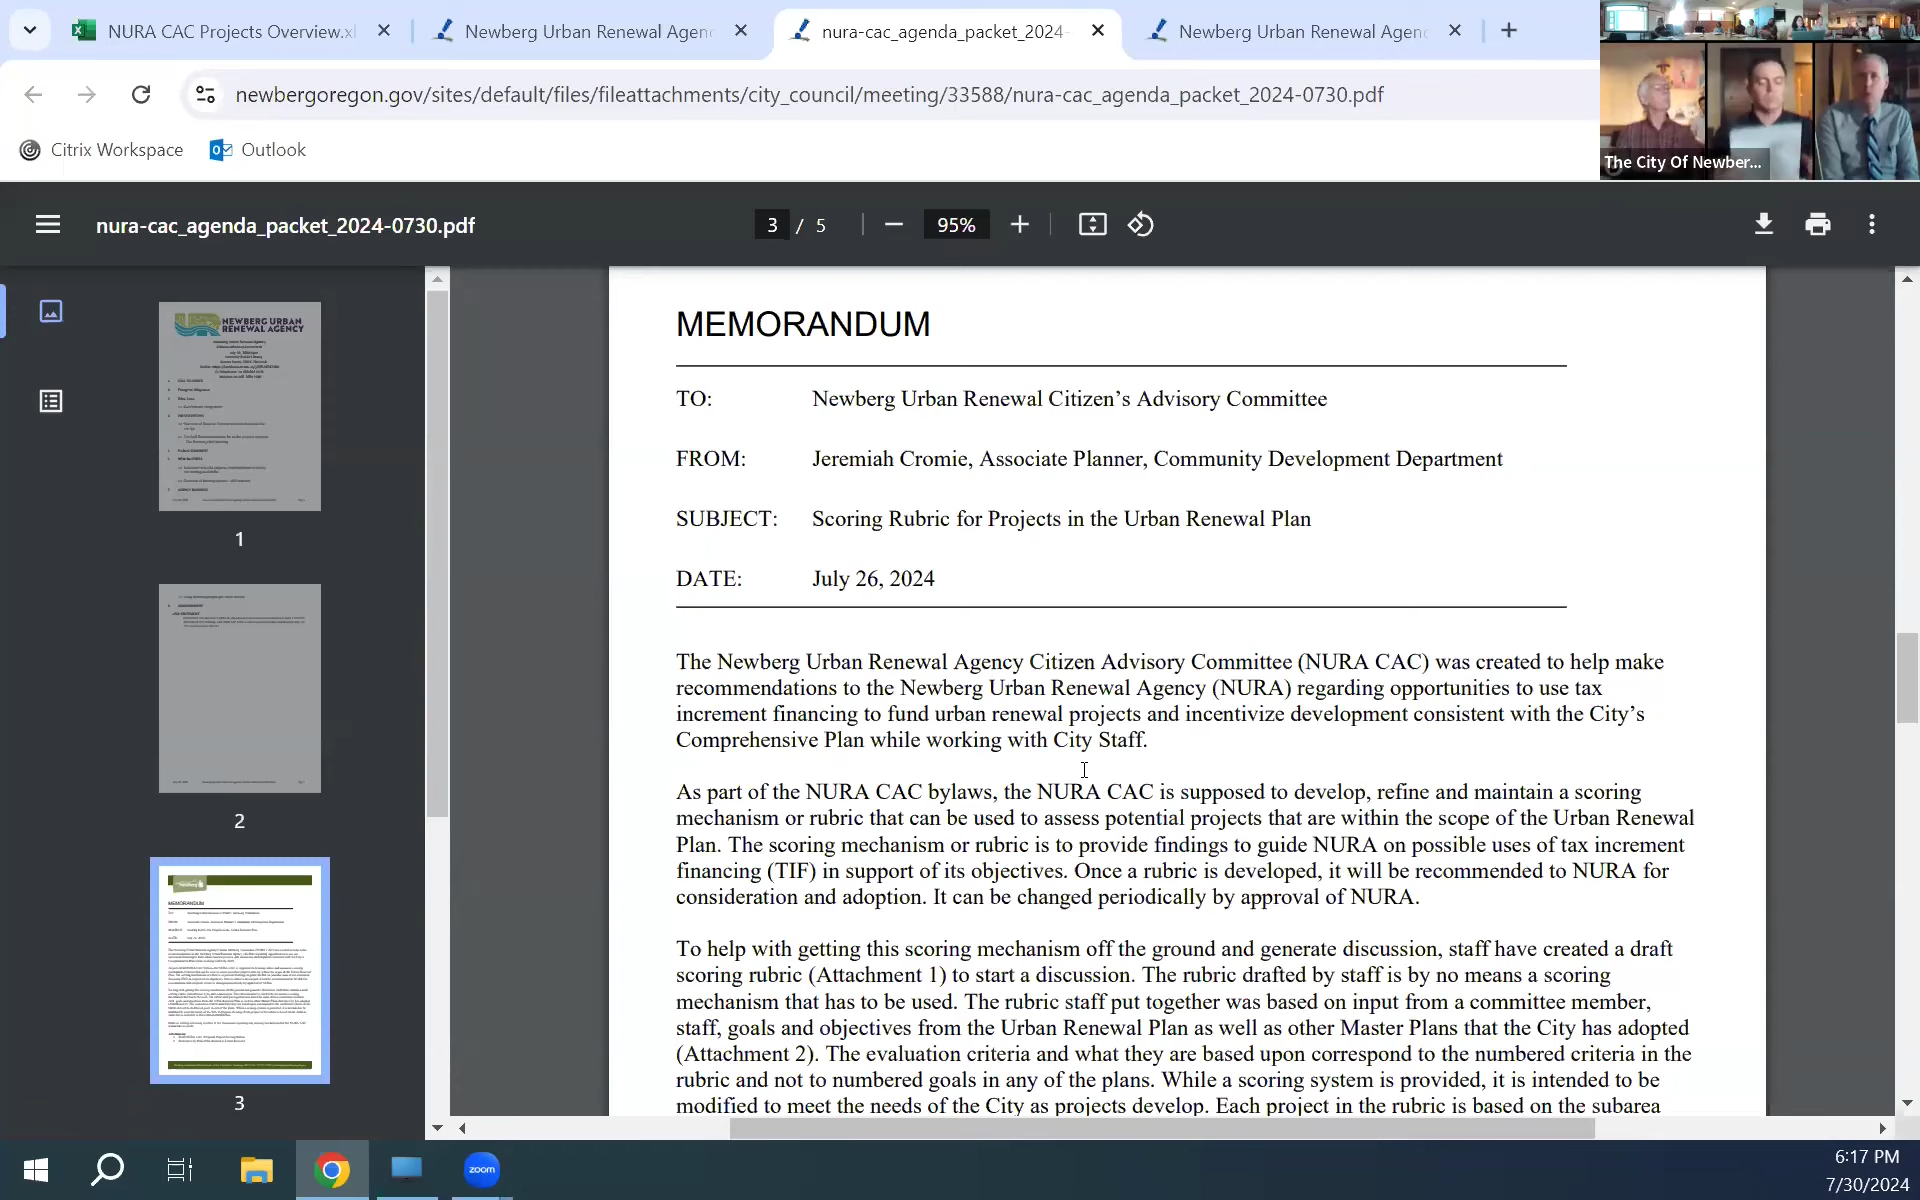 NURA CAC Projects Overview.xl
Newberg Urban Renewal Agen
nura-cac_agenda_packet_2024-
Newberg Urban Renewal Agenc
newbergoregon.gov/sites/default/files/fileattachments/city_council/meeting/33588/nura-cac_agenda_packet_2024-0730.pdf
Citrix Workspace
Outlook
The City Of Newber...
nura-cac_agenda_packet_2024-0730.pdf
3 / 5
95%
NEWBERG URBAN
RENEWAL AGENCY
1
2
MEMORANDUM
3
MEMORANDUM
TO: Newberg Urban Renewal Citizen’s Advisory Committee
FROM: Jeremiah Cromie, Associate Planner, Community Development Department
SUBJECT: Scoring Rubric for Projects in the Urban Renewal Plan
DATE: July 26, 2024
The Newberg Urban Renewal Agency Citizen Advisory Committee (NURA CAC) was created to help make
recommendations to the Newberg Urban Renewal Agency (NURA) regarding opportunities to use tax
increment financing to fund urban renewal projects and incentivize development consistent with the City’s
Comprehensive Plan while working with City Staff.
As part of the NURA CAC bylaws, the NURA CAC is supposed to develop, refine and maintain a scoring
mechanism or rubric that can be used to assess potential projects that are within the scope of the Urban Renewal
Plan. The scoring mechanism or rubric is to provide findings to guide NURA on possible uses of tax increment
financing (TIF) in support of its objectives. Once a rubric is developed, it will be recommended to NURA for
consideration and adoption. It can be changed periodically by approval of NURA.
To help with getting this scoring mechanism off the ground and generate discussion, staff have created a draft
scoring rubric (Attachment 1) to start a discussion. The rubric drafted by staff is by no means a scoring
mechanism that has to be used. The rubric staff put together was based on input from a committee member,
staff, goals and objectives from the Urban Renewal Plan as well as other Master Plans that the City has adopted
(Attachment 2). The evaluation criteria and what they are based upon correspond to the numbered criteria in the
rubric and not to numbered goals in any of the plans. While a scoring system is provided, it is intended to be
modified to meet the needs of the City as projects develop. Each project in the rubric is based on the subarea
zoom
6:17 PM
7/30/2024